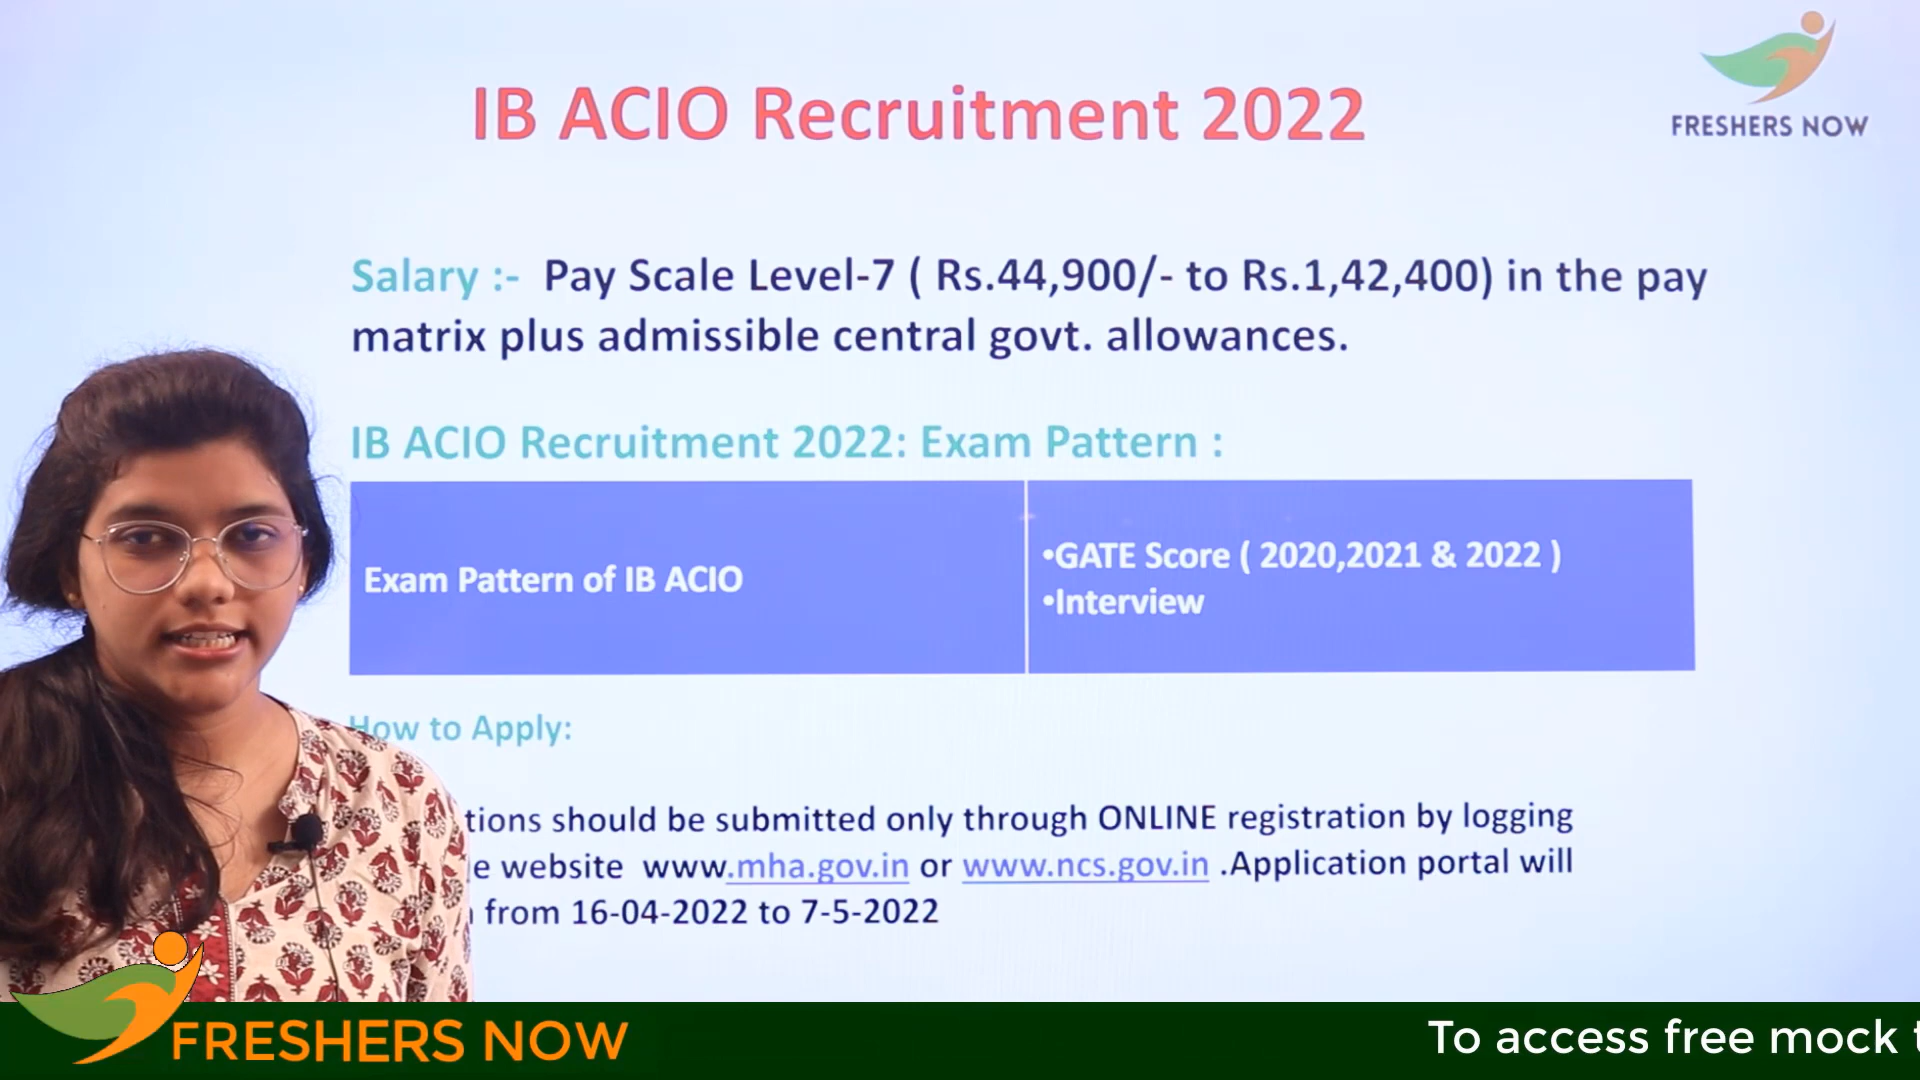 IB ACIO Recruitment 2022
FRESHERS NOW
Salary :- Pay Scale Level-7 ( Rs.44,900/- to Rs.1,42,400) in the pay
matrix plus admissible central govt. allowances.
IB ACIO Recruitment 2022: Exam Pattern :
Exam Pattern of IB ACIO
•GATE Score ( 2020,2021 & 2022 )
•Interview
How to Apply:
tions should be submitted only through ONLINE registration by logging
e website www.mha.gov.in or www.ncs.gov.in .Application portal will
from 16-04-2022 to 7-5-2022
FRESHERS NOW
To access free mock